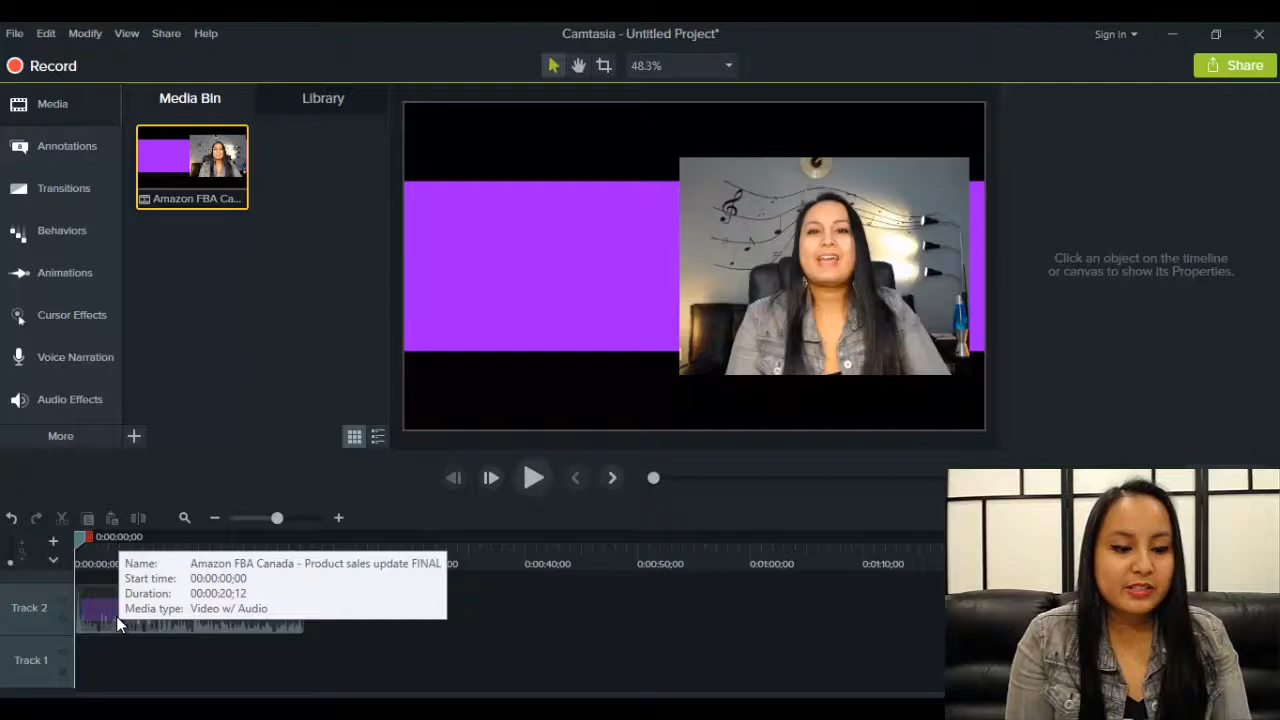 File Edit Modify View Share Help
Camtasia - Untitled Project*
Sign In
Record
48.3%
Share
Media
Annotations
Transitions
Behaviors
Animations
Cursor Effects
Voice Narration
Audio Effects
More
Media Bin
Library
Amazon FBA Ca...
Click an object on the timeline
or canvas to show its Properties.
0:00:00;00
0:00:40;00 0:00:50;00 0:01:00;00 0:01:10;00
Name: Amazon FBA Canada - Product sales update FINAL
Start time: 00:00:00;00
Duration: 00:00:20;12
Media type: Video w/ Audio
Track 2
Track 1